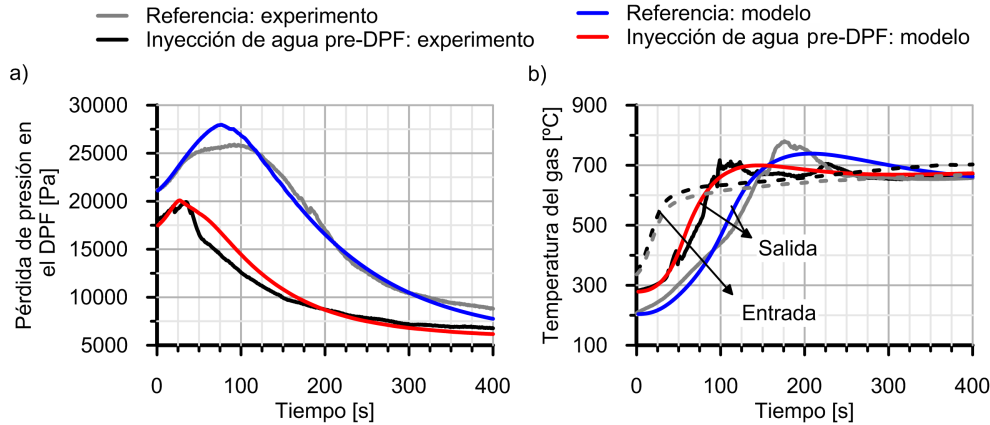 Referencia: experimento
Inyección de agua pre-DPF: experimento
Referencia: modelo
Inyección de agua pre-DPF: modelo
a)
30000
25000
20000
15000
10000
5000
Pérdida de presión en
el DPF [Pa]
0
100
200
300
400
Tiempo [s]
b)
900
700
500
300
100
Temperatura del gas [ºC]
Salida
Entrada
0
100
200
300
400
Tiempo [s]